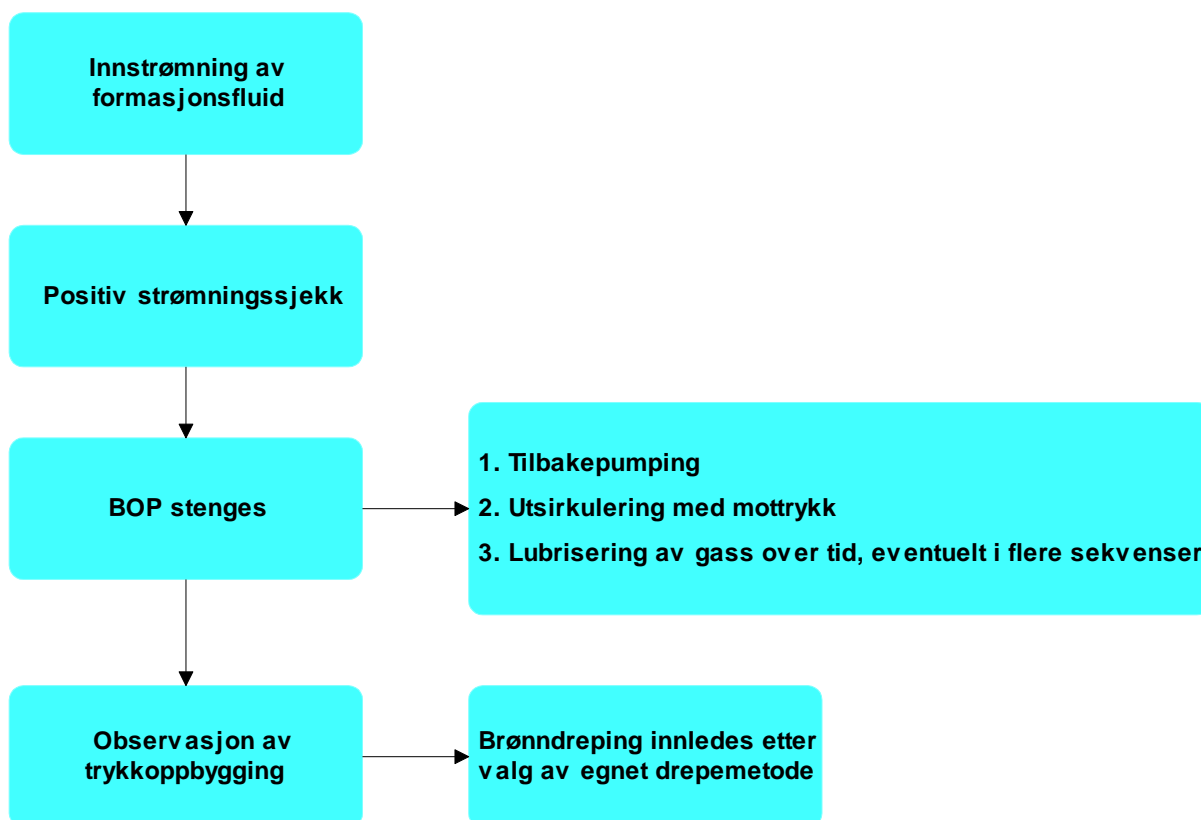 Innstrømning av
formasjonsfluid
Positiv strømningssjekk
BOP stenges
1. Tilbakepumping
2. Utsirkulering med mottrykk
3. Lubrisering av gass over tid, eventuelt i flere sekvenser
Observasjon av
trykkoppbygging
Brønndreping innledes etter
valg av egnet drepemetode